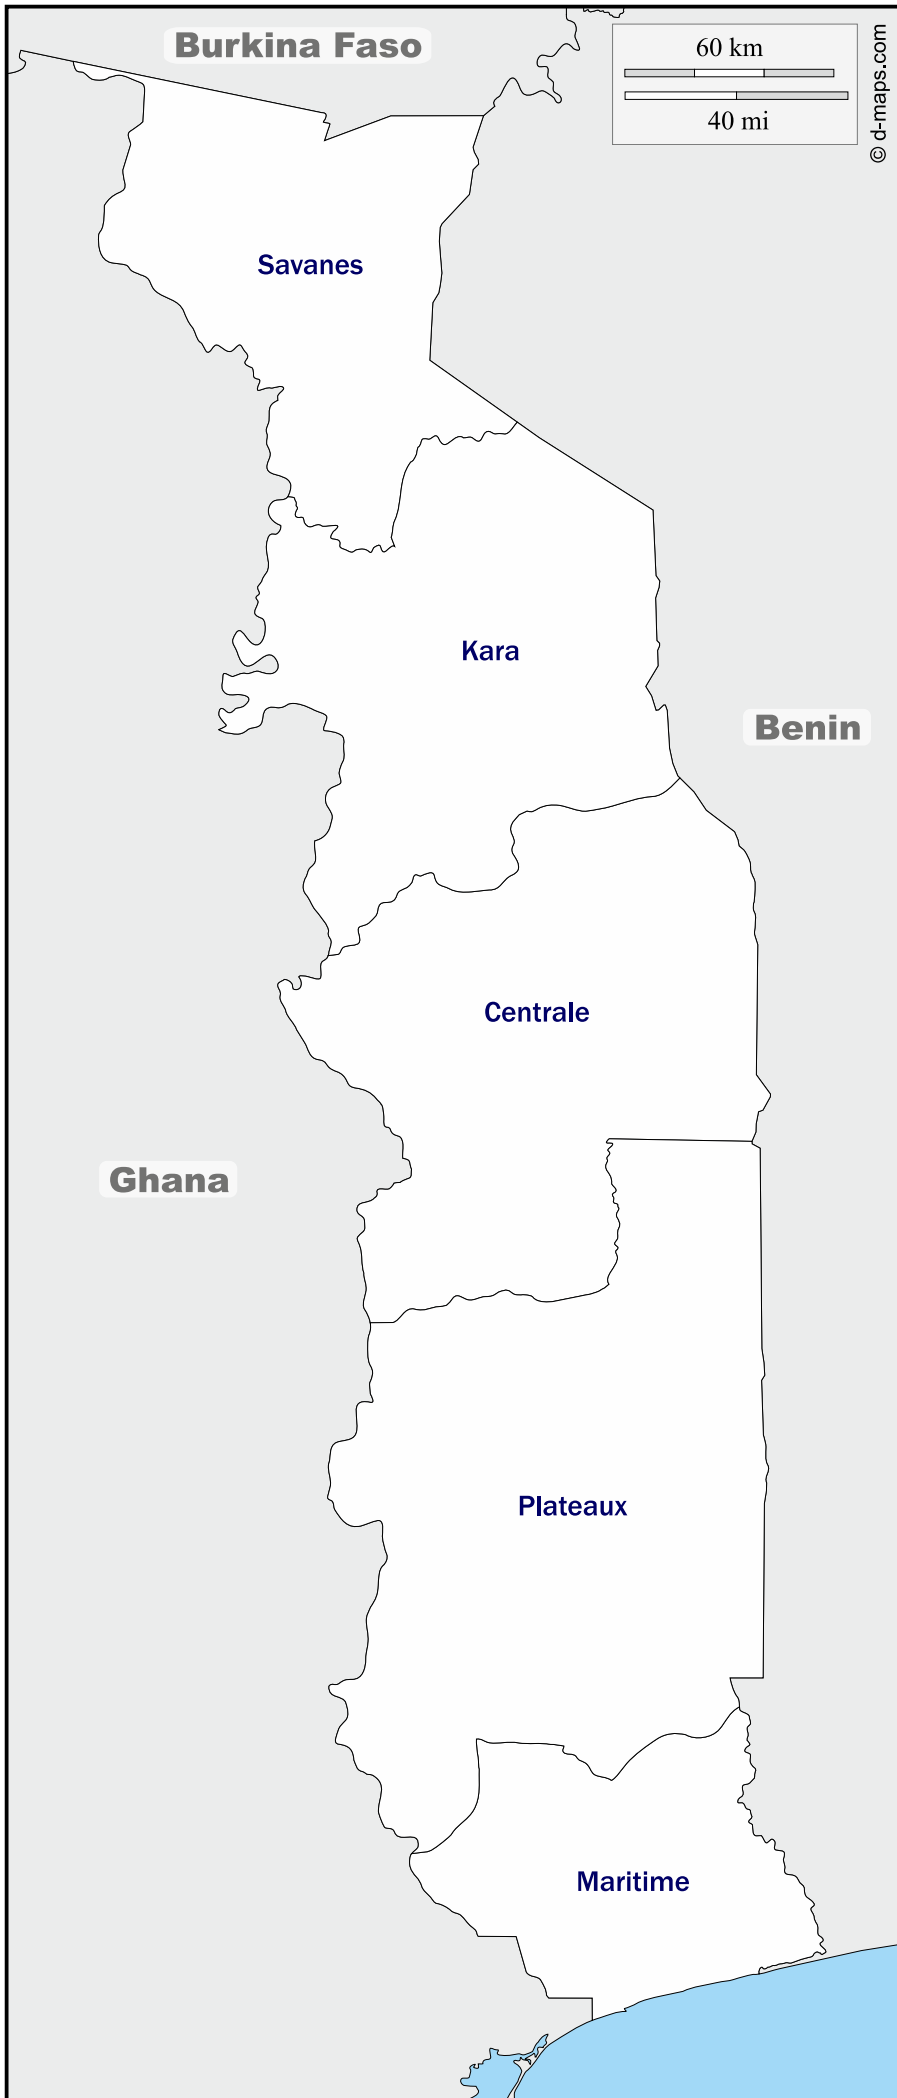 Burkina Faso
60 km
40 mi
© d-maps.com
Savanes
Kara
Benin
Centrale
Ghana
Plateaux
Maritime